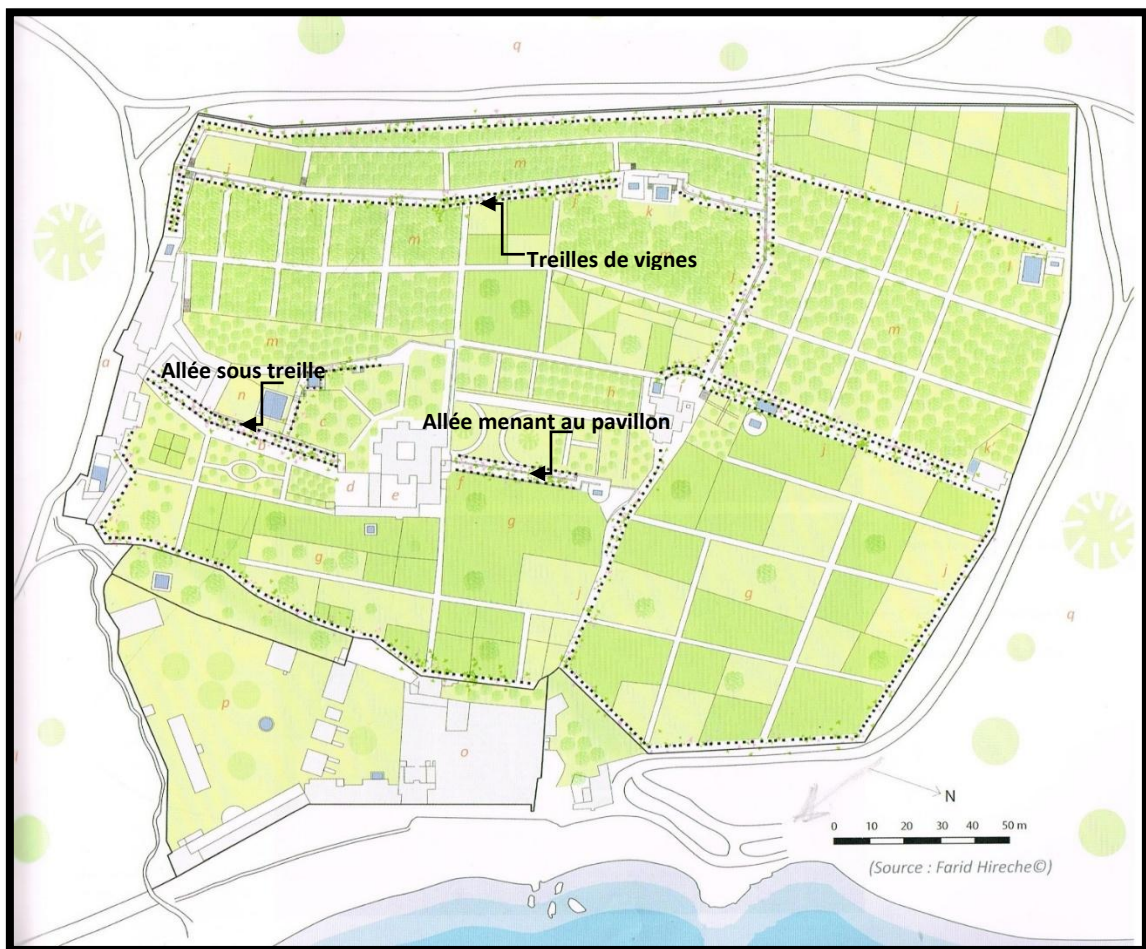 q
m
i
j
k
Treilles de vignes
j
j
m
j
m
q
q
a
m
Allée sous treille
n
c
b
h
i
Allée menant au pavillon
k
d
e
f
g
j
g
j
g
j
q
p
o
N
0 10 20 30 40 50 m
(Source : Farid Hireche©)